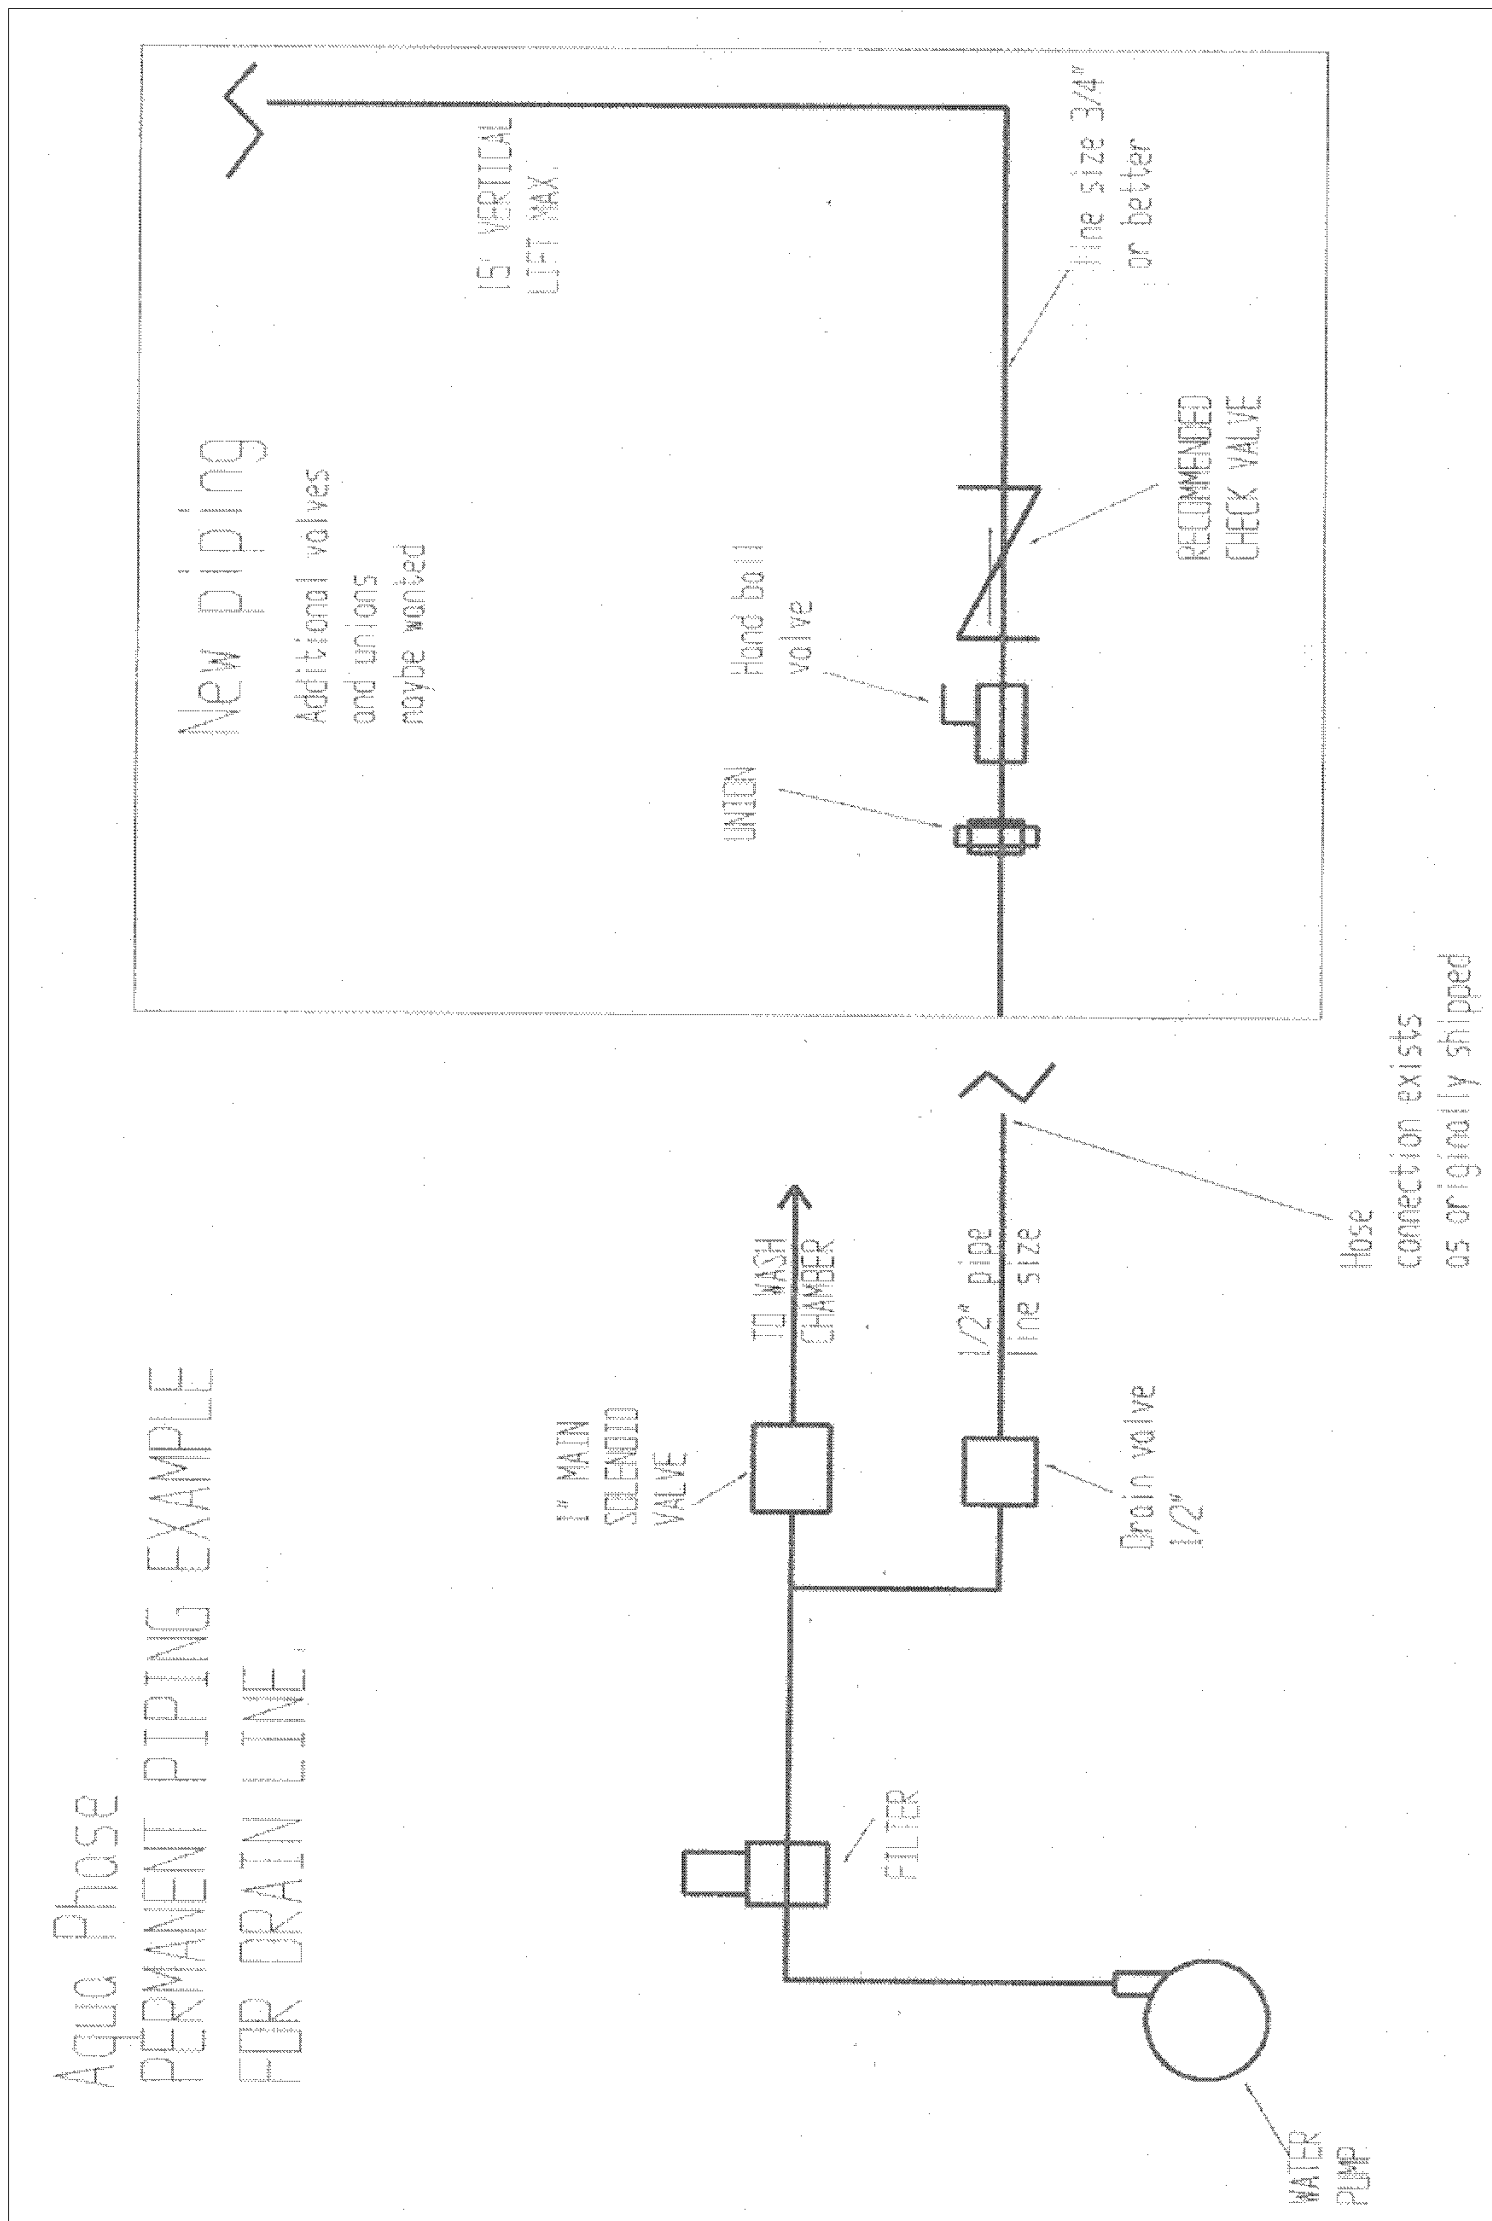 Aqua Phase
PERMANENT PIPING EXAMPLE
FOR DRAIN LINE.
New piping
Additional valves
and unions
maybe wanted
15' VERTICAL
LIFT MAX.
1" MAIN
SOLENOID
VALVE
TO WASH
CHAMBER
UNION
Hand ball
valve
FILTER
1/2" pipe
line size
line size 3/4"
or better
Drain valve
1/2"
RECOMMENDED
CHECK VALVE
WATER
PUMP
Hose
connection exists
as originally shipped